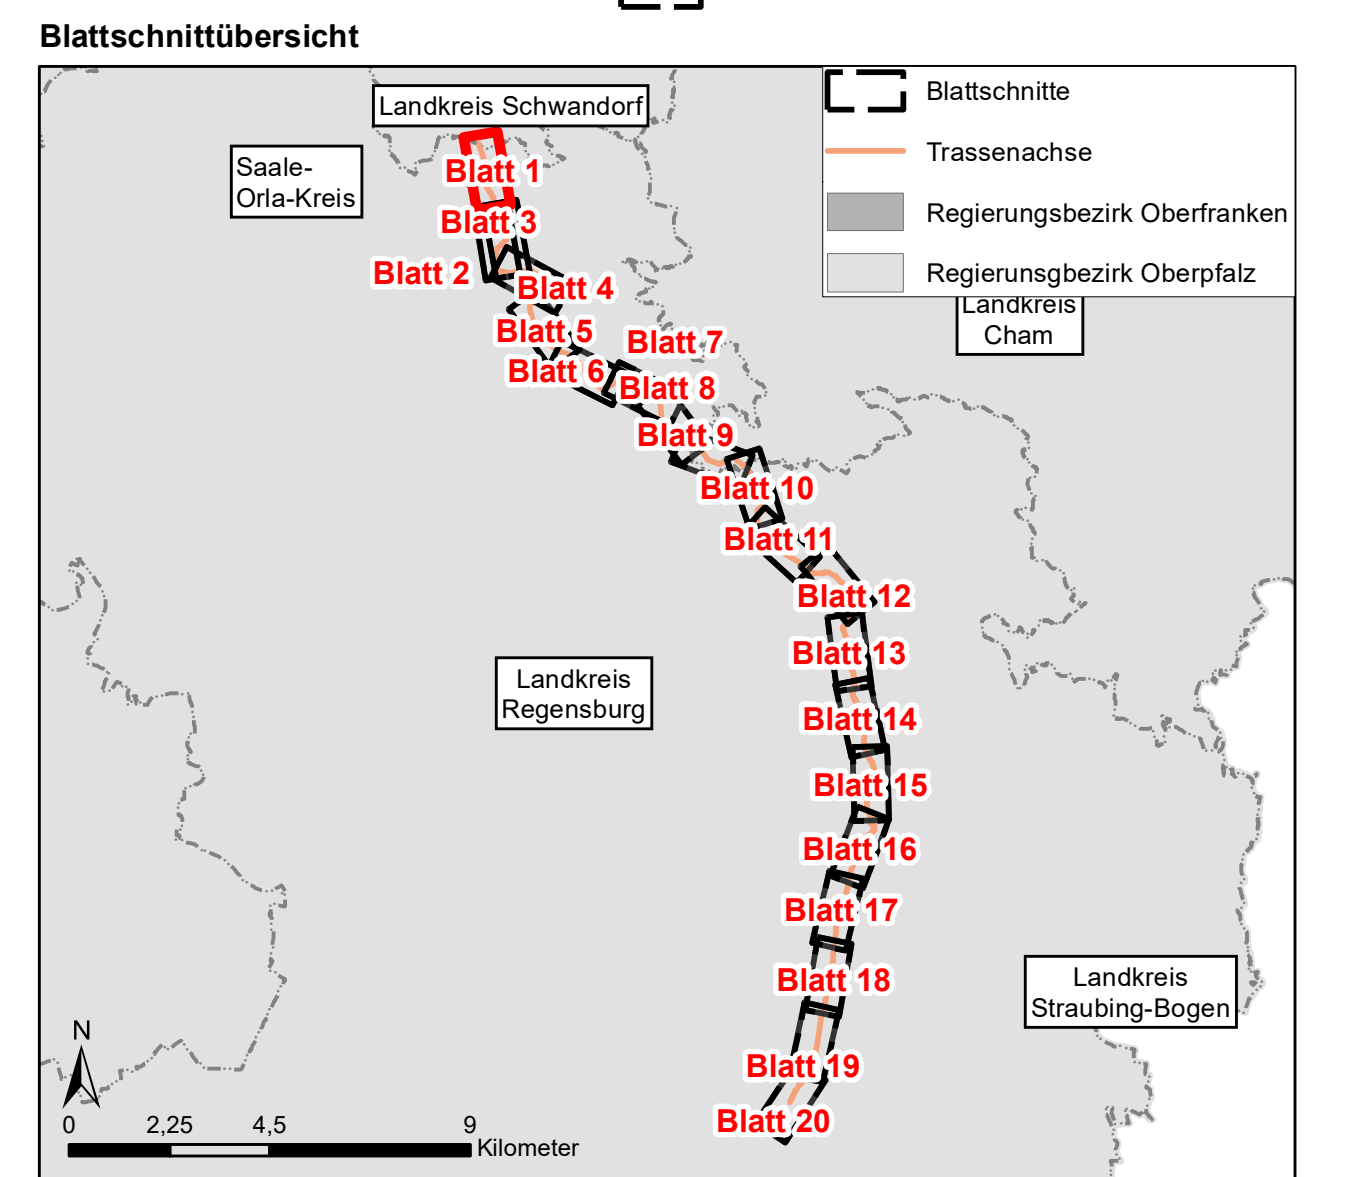 Blattschnittübersicht
Blattschnitte
Trassenachse
Regierungsbezirk Oberfranken
Regierunsgbezirk Oberpfalz
Landkreis Schwandorf
Saale-
Orla-Kreis
Landkreis
Cham
Blatt 1
Blatt 3
Blatt 2
Blatt 4
Blatt 5
Blatt 7
Blatt 6
Blatt 8
Blatt 9
Blatt 10
Blatt 11
Blatt 12
Blatt 13
Landkreis
Regensburg
Blatt 14
Blatt 15
Blatt 16
Blatt 17
Blatt 18
Landkreis
Straubing-Bogen
Blatt 19
Blatt 20
N
0 2,25 4,5 9
Kilometer